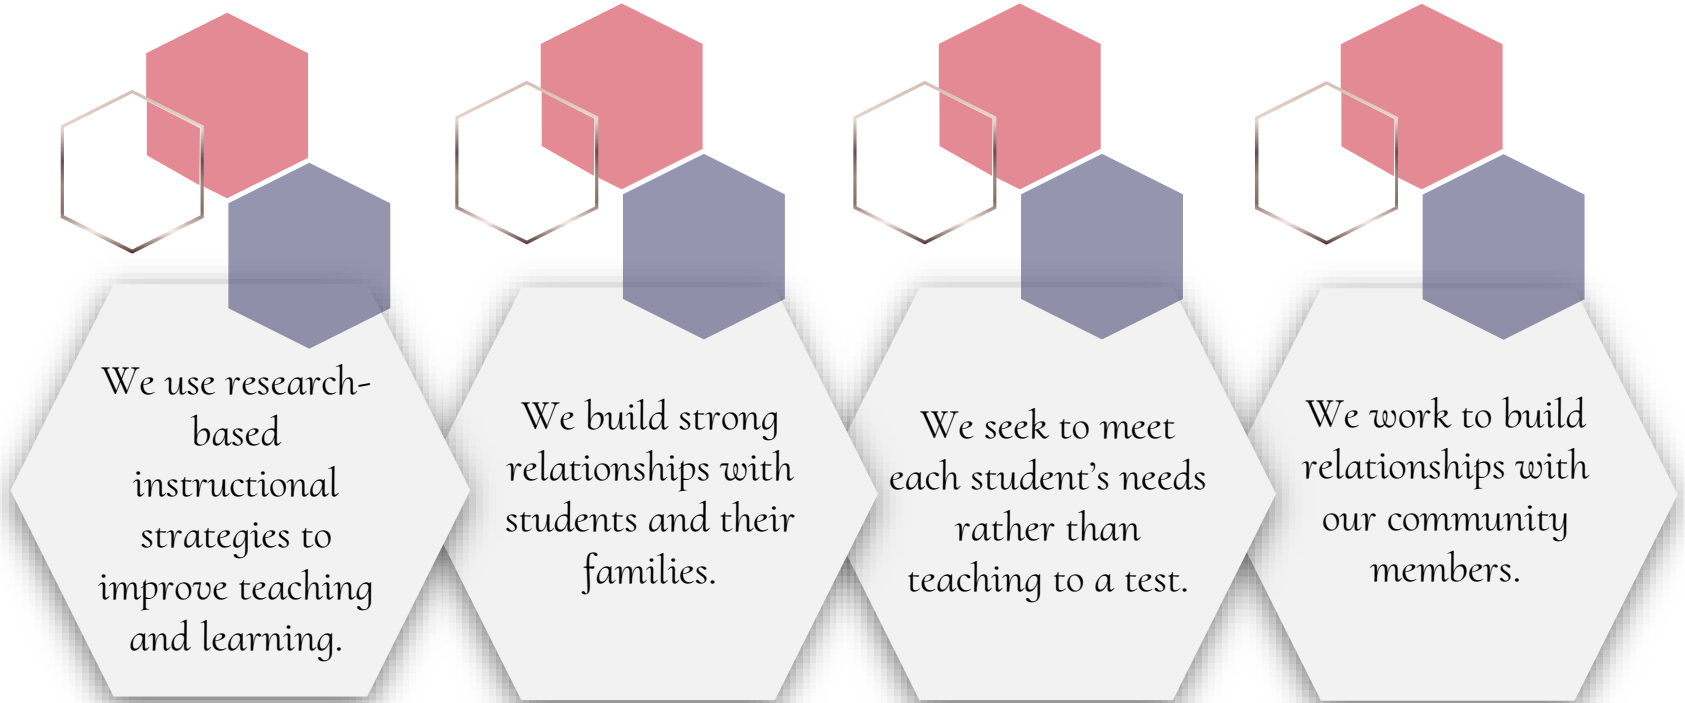 We use research-
based
instructional
strategies to
improve teaching
and learning.
We build strong
relationships with
students and their
families.
We seek to meet
each student’s needs
rather than
teaching to a test.
We work to build
relationships with
our community
members.